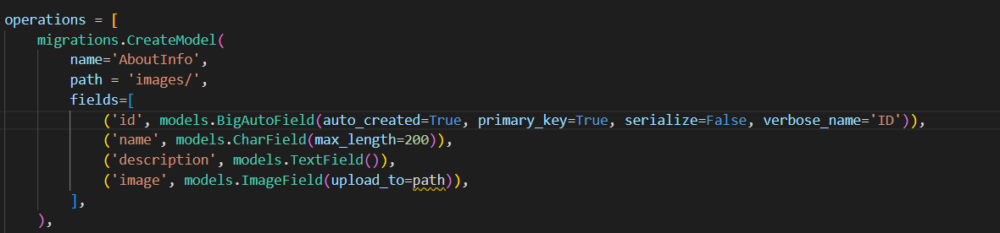 operations = [
    migrations.CreateModel(
        name='AboutInfo',
        path = 'images/',
        fields=[
            ('id', models.BigAutoField(auto_created=True, primary_key=True, serialize=False, verbose_name='ID')),
            ('name', models.CharField(max_length=200)),
            ('description', models.TextField()),
            ('image', models.ImageField(upload_to=path)),
        ],
    ),